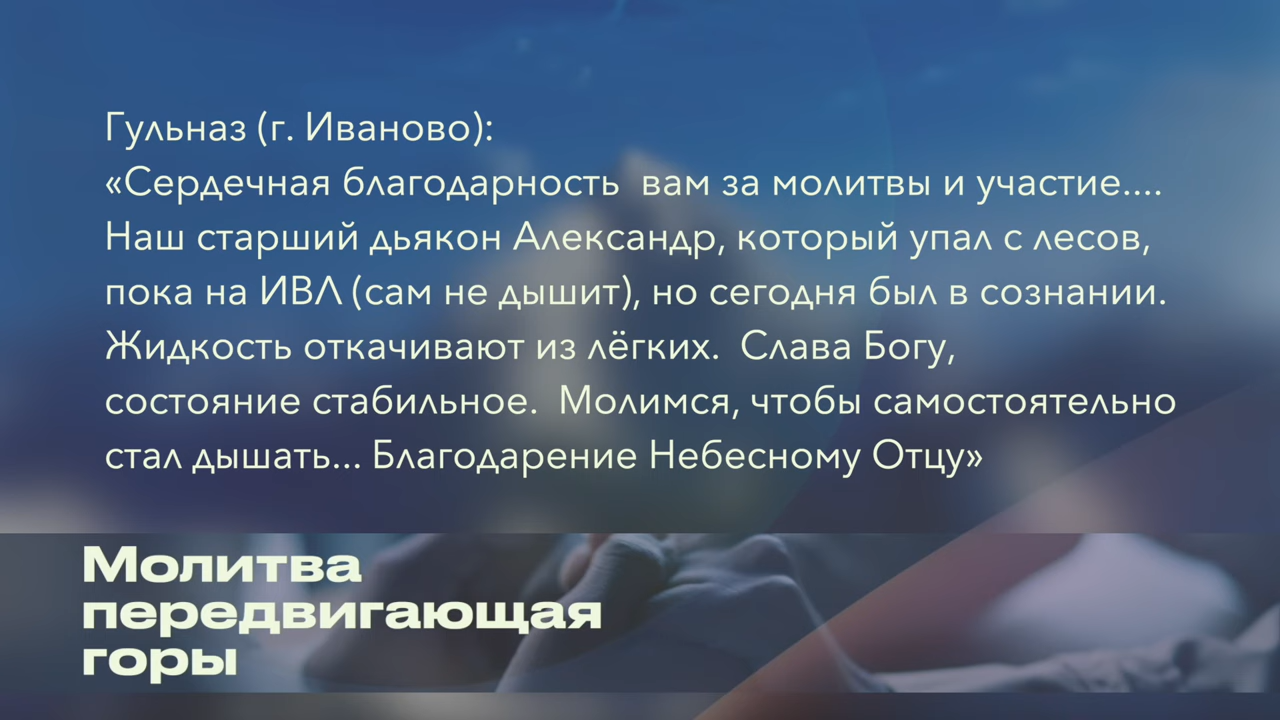 Гульназ (г. Иваново):
«Сердечная благодарность  вам за молитвы и участие....
Наш старший дьякон Александр, который упал с лесов,
пока на ИВЛ (сам не дышит), но сегодня был в сознании.
Жидкость откачивают из лёгких.  Слава Богу,
состояние стабильное.  Молимся, чтобы самостоятельно
стал дышать... Благодарение Небесному Отцу»
Молитва
передвигающая
горы